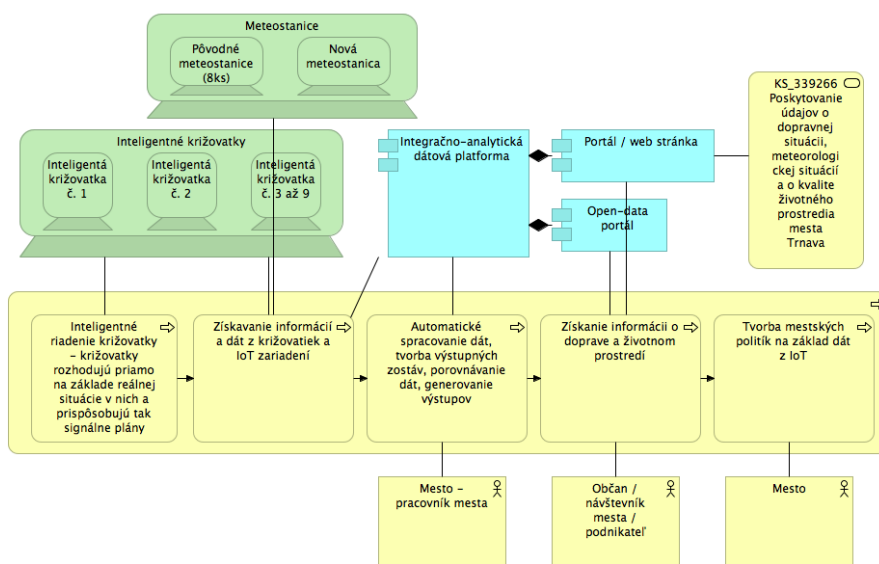 Meteostanice
Pôvodné
meteostanice
(8ks)
Nová
meteostanica
Inteligentné križovatky
Inteligentá
križovatka
č. 1
Inteligentá
križovatka
č. 2
Inteligentá
križovatka
č. 3 až 9
Integračno-analytická
dátová platforma
Portál / web stránka
Open-data
portál
KS_339266
Poskytovanie
údajov o
dopravnej
situácii,
meteorologi
ckej situácií
a o kvalite
životného
prostredia
mesta
Trnava
Inteligentné
riadenie križovatky
– križovatky
rozhodujú priamo
na základe reálnej
situácie v nich a
prispôsobujú tak
signálne plány
Získavanie informácií
a dát z križovatiek a
IoT zariadení
Automatické
spracovanie dát,
tvorba výstupných
zostáv, porovnávanie
dát, generovanie
výstupov
Získanie informácii o
doprave a životnom
prostredí
Tvorba mestských
politík na základ dát
z IoT
Mesto –
pracovník mesta
Občan /
návštevník
mesta /
podnikateľ
Mesto